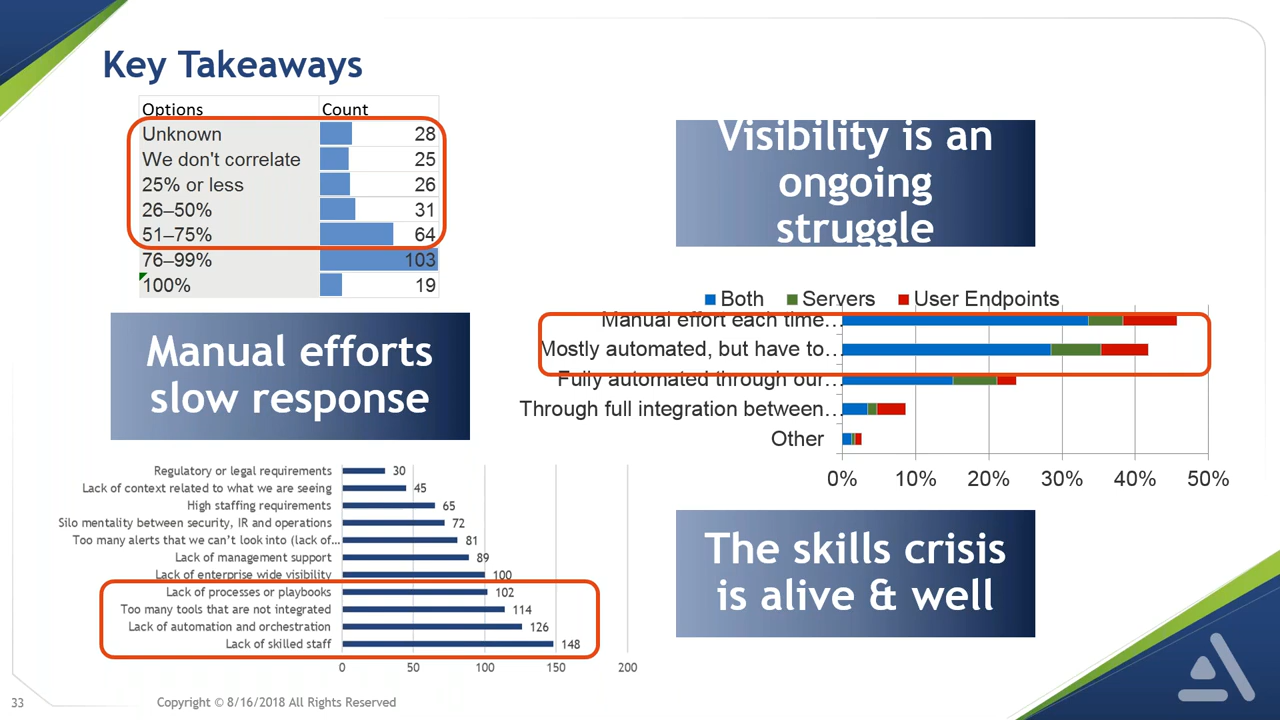 Key Takeaways
Options Count
Unknown 28
We don't correlate 25
25% or less 26
26–50% 31
51–75% 64
76–99% 103
100% 19
Visibility is an
ongoing
struggle
Manual efforts
slow response
Both Servers User Endpoints
Manual effort each time...
Mostly automated, but have to...
Fully automated through our...
Through full integration between...
Other
0% 10% 20% 30% 40% 50%
Regulatory or legal requirements 30
Lack of context related to what we are seeing 45
High staffing requirements 65
Silo mentality between security, IR and operations 72
Too many alerts that we can't look into (lack of... 81
Lack of management support 89
Lack of enterprise wide visibility 100
Lack of processes or playbooks 102
Too many tools that are not integrated 114
Lack of automation and orchestration 126
Lack of skilled staff 148
0 50 100 150 200
The skills crisis
is alive & well
33 Copyright © 8/16/2018 All Rights Reserved